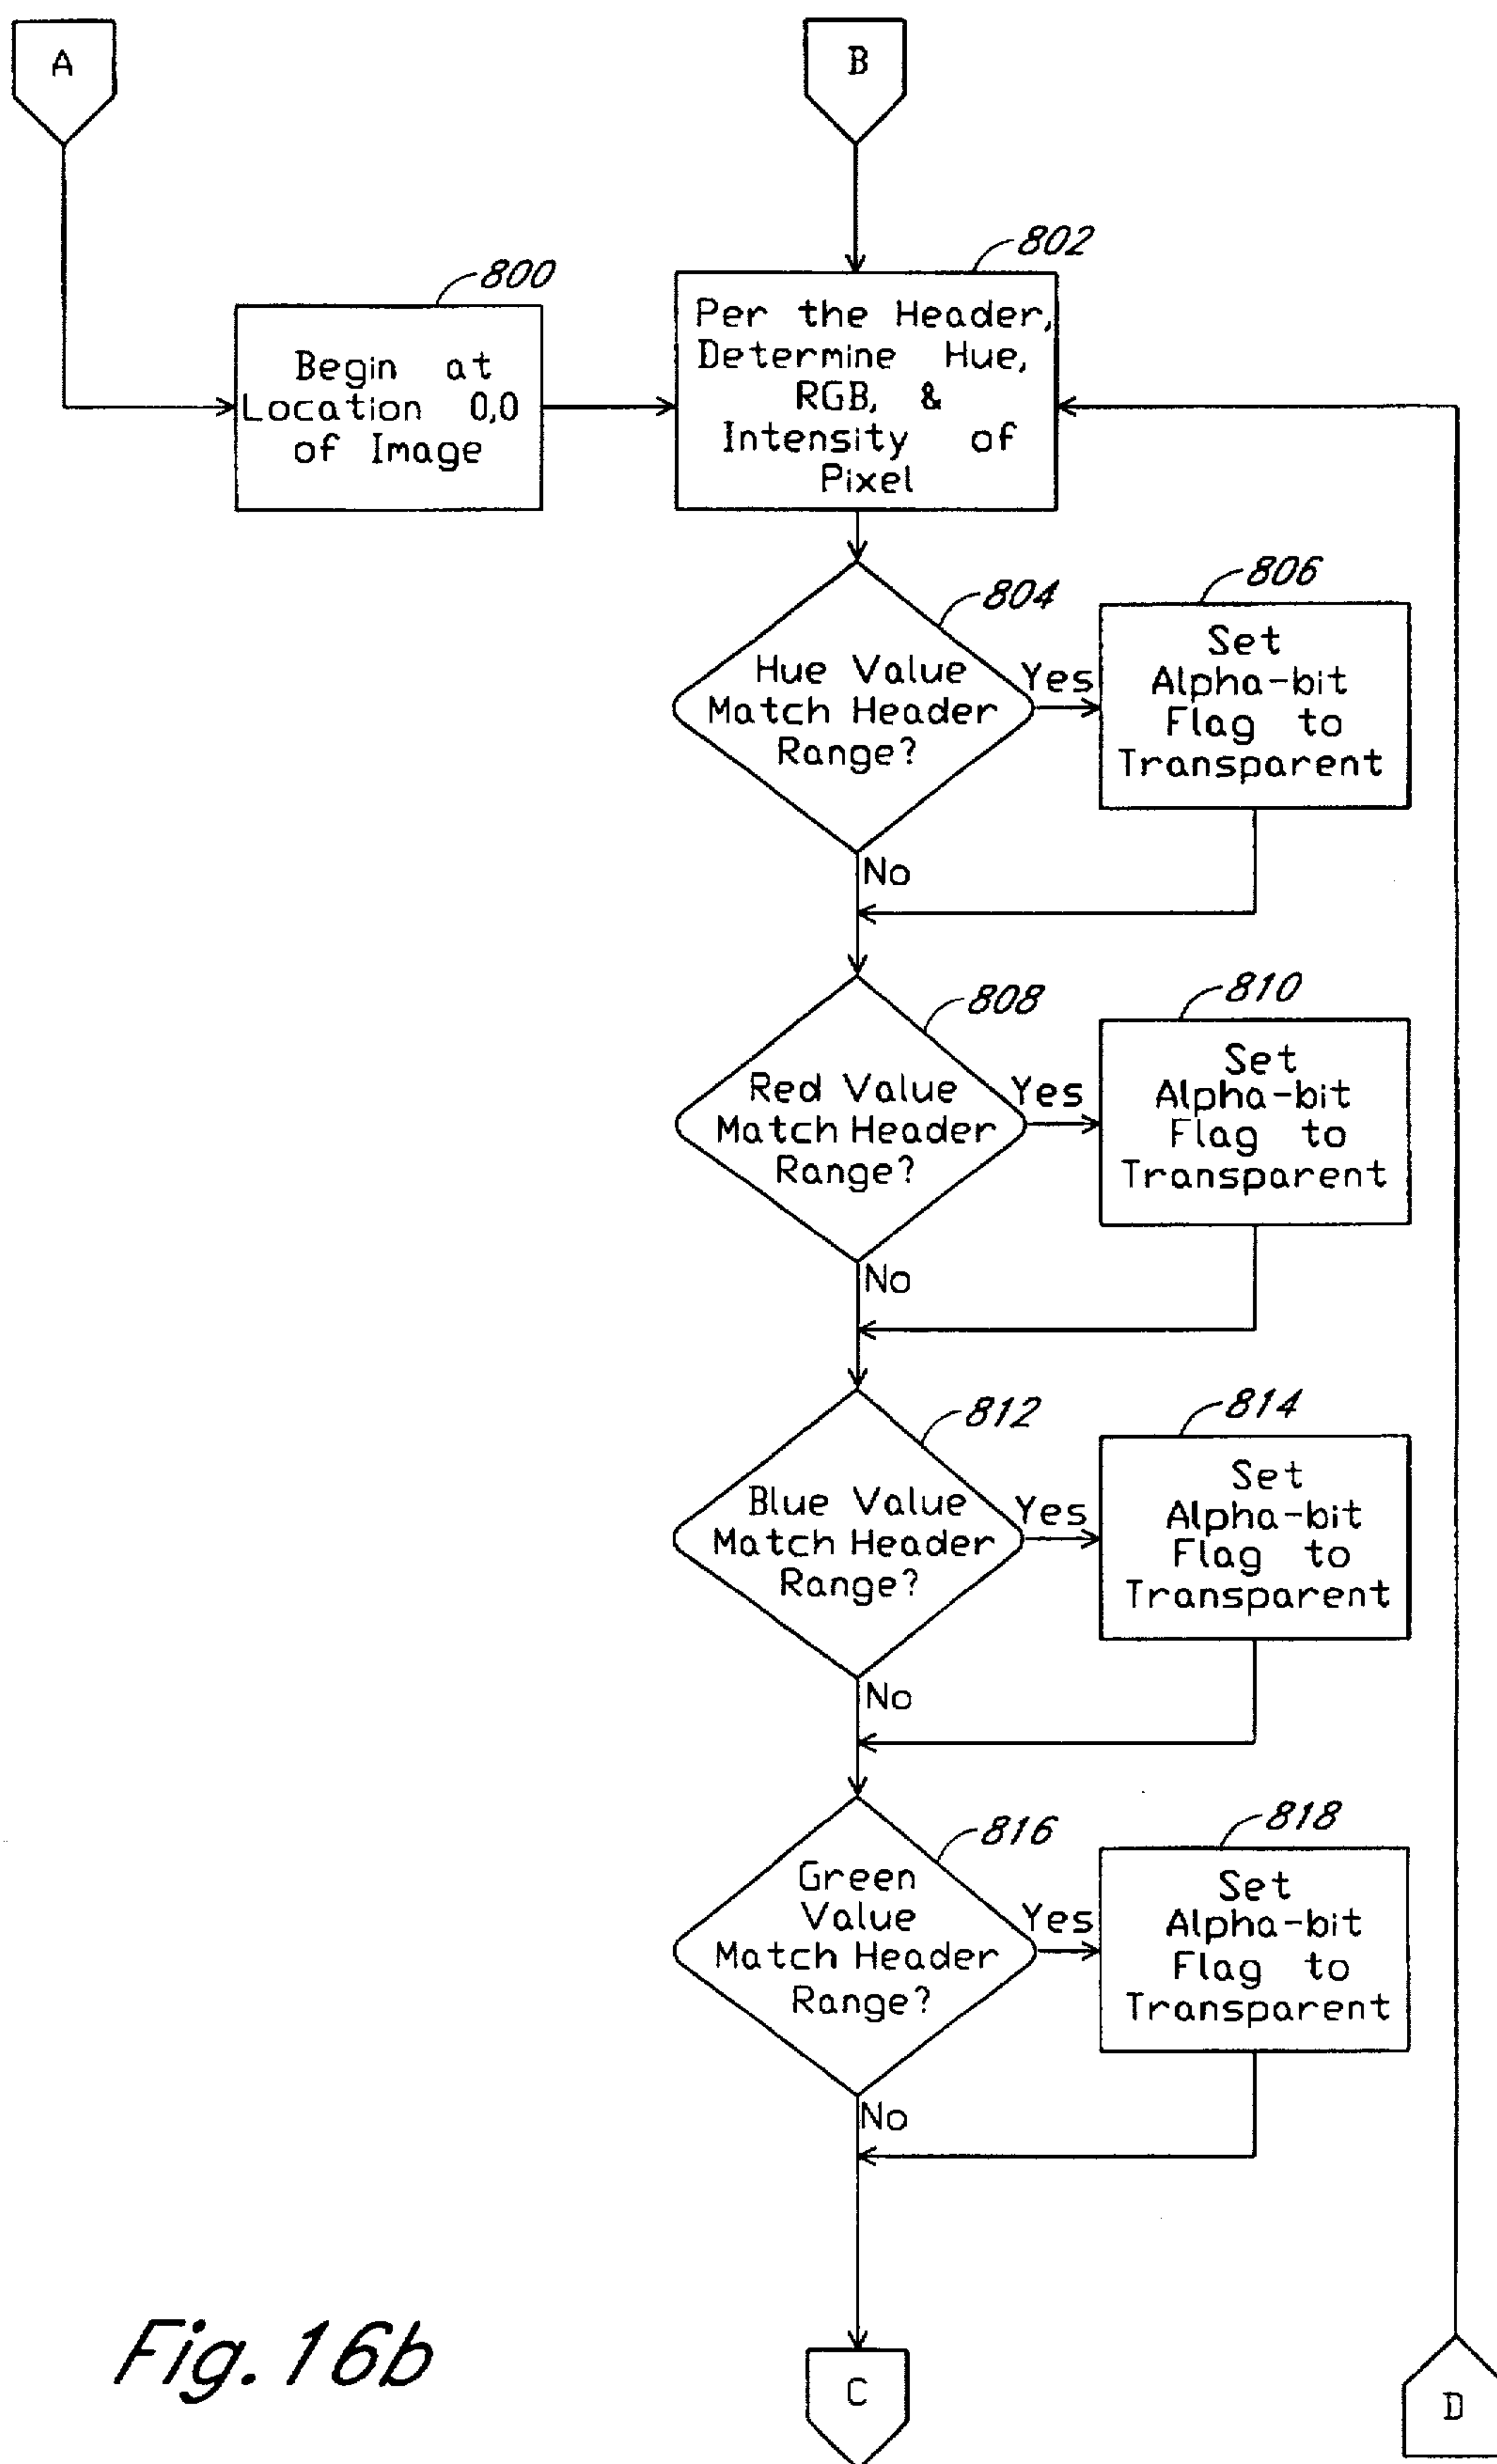 A
B
800
Begin at
Location 0,0
of Image
802
Per the Header,
Determine Hue,
RGB, &
Intensity of
Pixel
804
Hue Value
Match Header
Range?
Yes
806
Set
Alpha-bit
Flag to
Transparent
No
808
Red Value
Match Header
Range?
Yes
810
Set
Alpha-bit
Flag to
Transparent
No
812
Blue Value
Match Header
Range?
Yes
814
Set
Alpha-bit
Flag to
Transparent
No
816
Green
Value
Match Header
Range?
Yes
818
Set
Alpha-bit
Flag to
Transparent
No
C
D
Fig. 16b